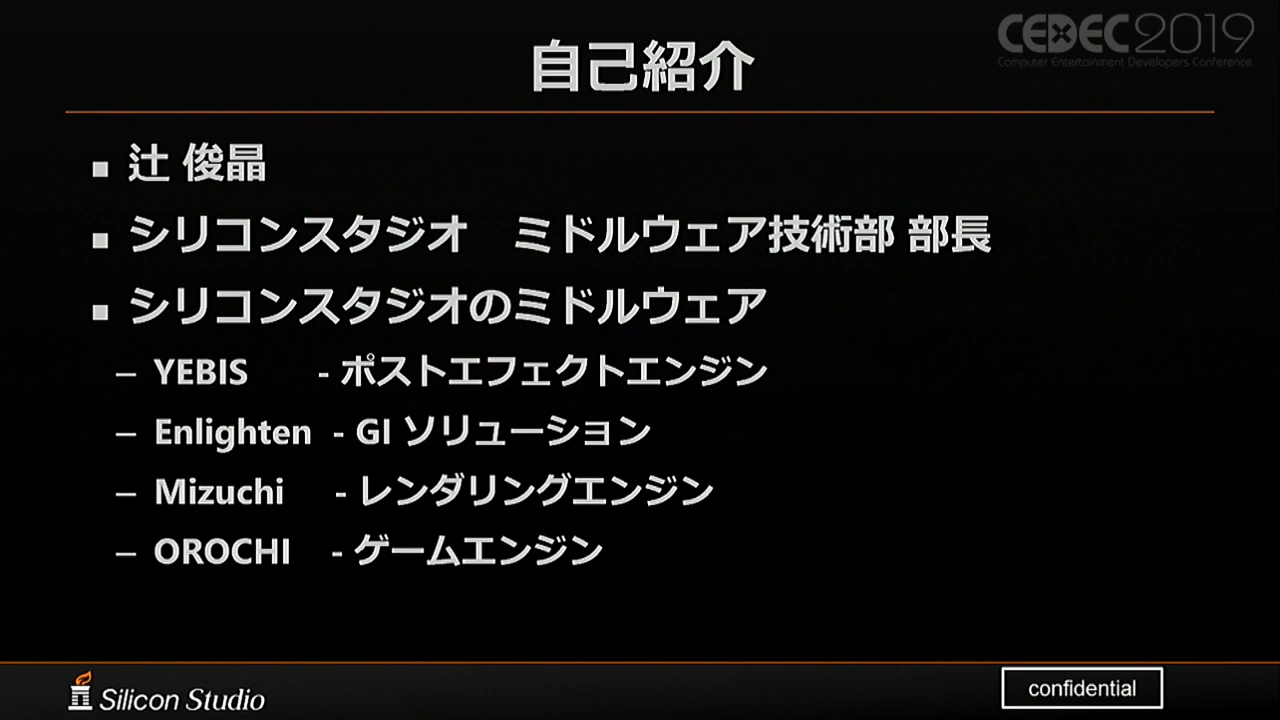 CEDEC2019
Computer Entertainment Developers Conference
自己紹介
■ 辻 俊晶
■ シリコンスタジオ　ミドルウェア技術部 部長
■ シリコンスタジオのミドルウェア
– YEBIS - ポストエフェクトエンジン
– Enlighten - GI ソリューション
– Mizuchi - レンダリングエンジン
– OROCHI - ゲームエンジン
Silicon Studio
confidential